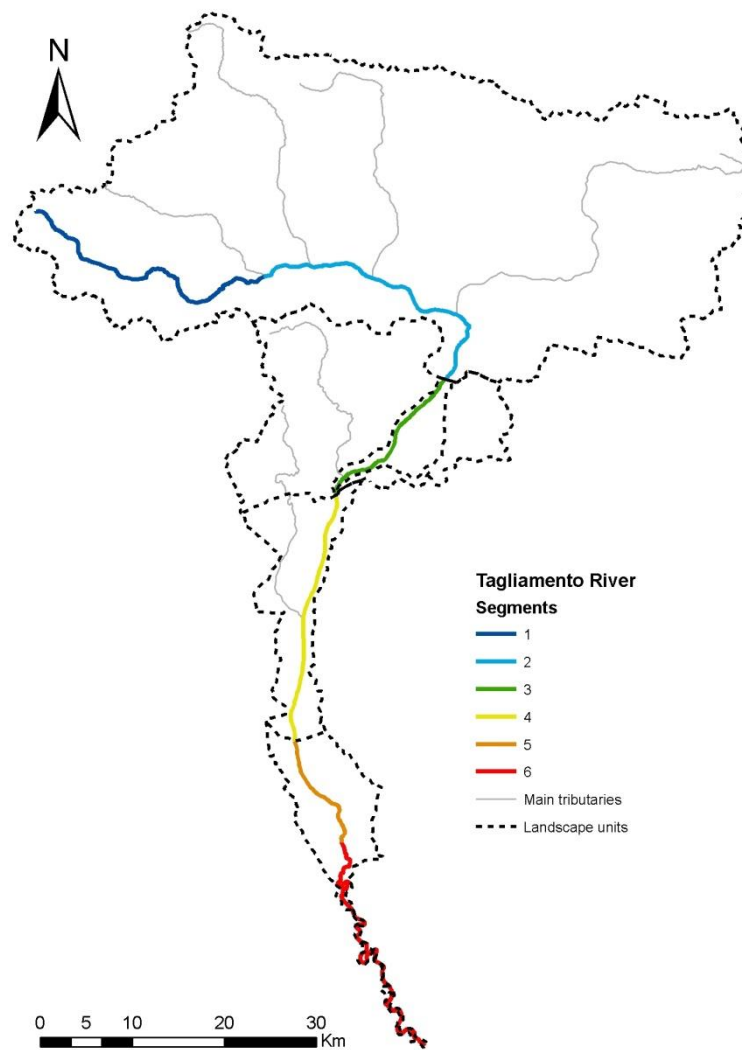 N
Tagliamento River
Segments
1
2
3
4
5
6
Main tributaries
Landscape units
0 5 10 20 30
Km